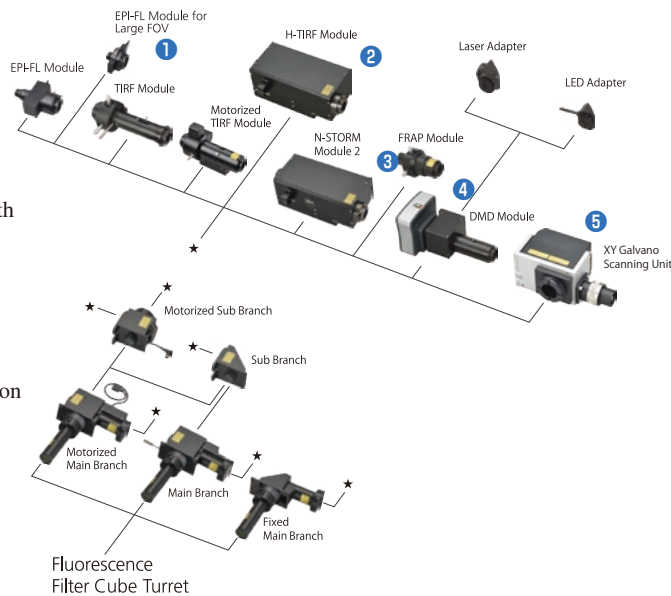 EPI-FL Module for
Large FOV
1
H-TIRF Module
2
Laser Adapter
EPI-FL Module
TIRF Module
Motorized
TIRF Module
LED Adapter
N-STORM
Module 2
FRAP Module
3
4
th
DMD Module
5
★
XY Galvano
Scanning Unit
★
★
Motorized Sub Branch
★
Sub Branch
on
★
★
★
Motorized
Main Branch
Main Branch
Fixed
Main Branch
Fluorescence
Filter Cube Turret